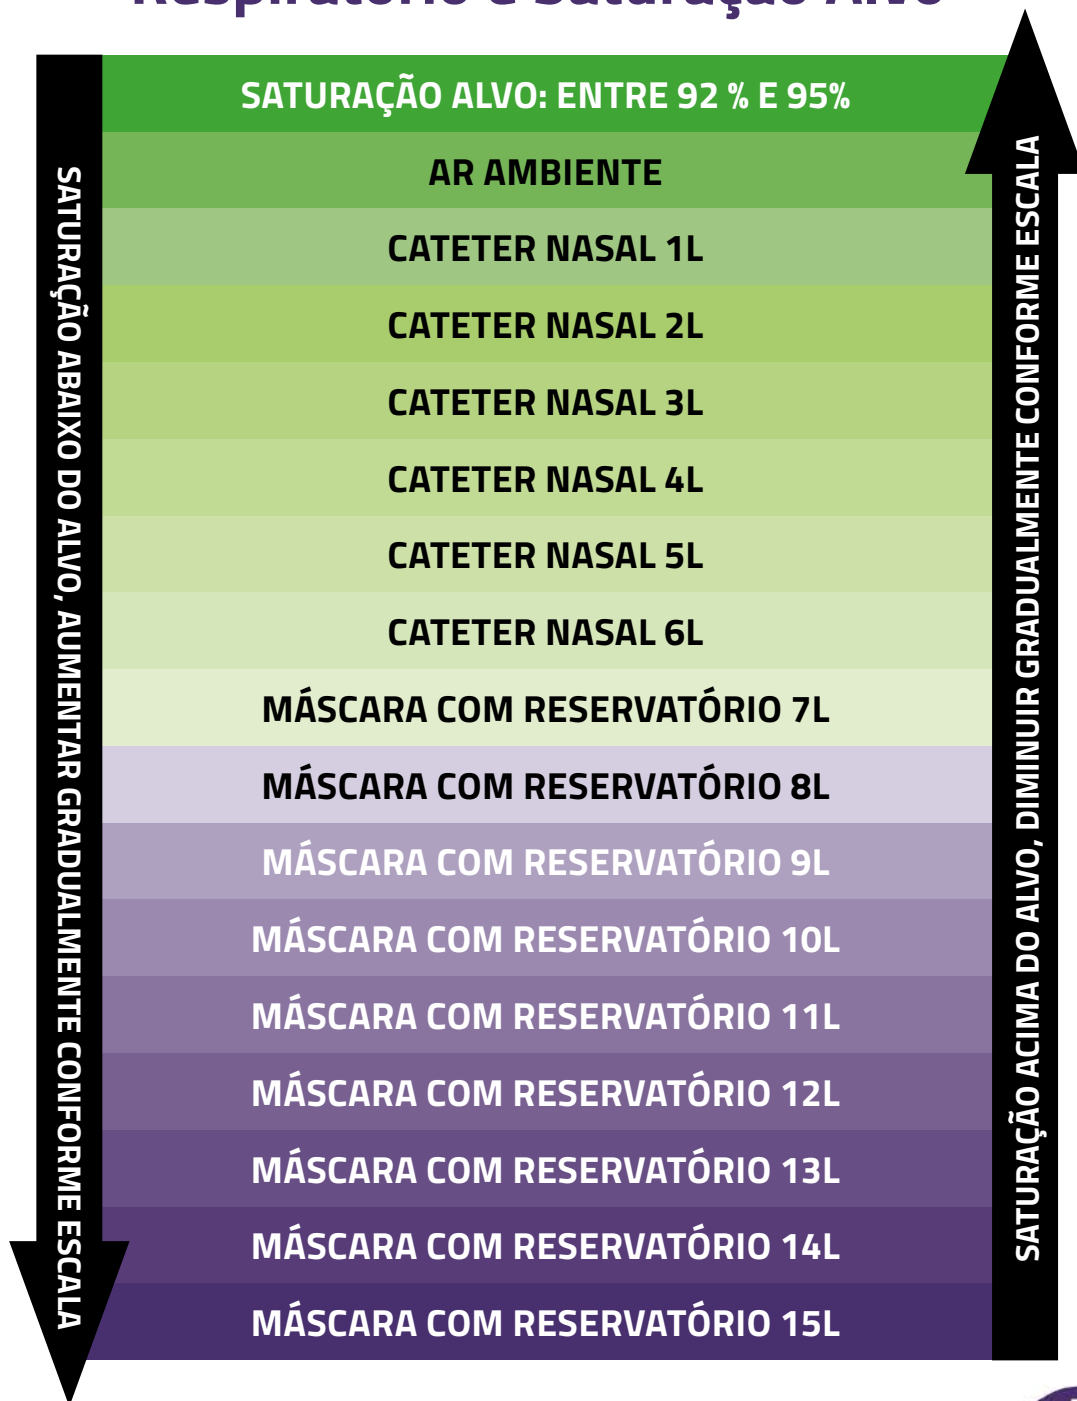 Respiratório e Saturação Alvo
SATURAÇÃO ALVO: ENTRE 92 % E 95%
AR AMBIENTE
CATETER NASAL 1L
CATETER NASAL 2L
CATETER NASAL 3L
CATETER NASAL 4L
CATETER NASAL 5L
CATETER NASAL 6L
MÁSCARA COM RESERVATÓRIO 7L
MÁSCARA COM RESERVATÓRIO 8L
MÁSCARA COM RESERVATÓRIO 9L
MÁSCARA COM RESERVATÓRIO 10L
MÁSCARA COM RESERVATÓRIO 11L
MÁSCARA COM RESERVATÓRIO 12L
MÁSCARA COM RESERVATÓRIO 13L
MÁSCARA COM RESERVATÓRIO 14L
MÁSCARA COM RESERVATÓRIO 15L
SATURAÇÃO ABAIXO DO ALVO, AUMENTAR GRADUALMENTE CONFORME ESCALA
SATURAÇÃO ACIMA DO ALVO, DIMINUIR GRADUALMENTE CONFORME ESCALA